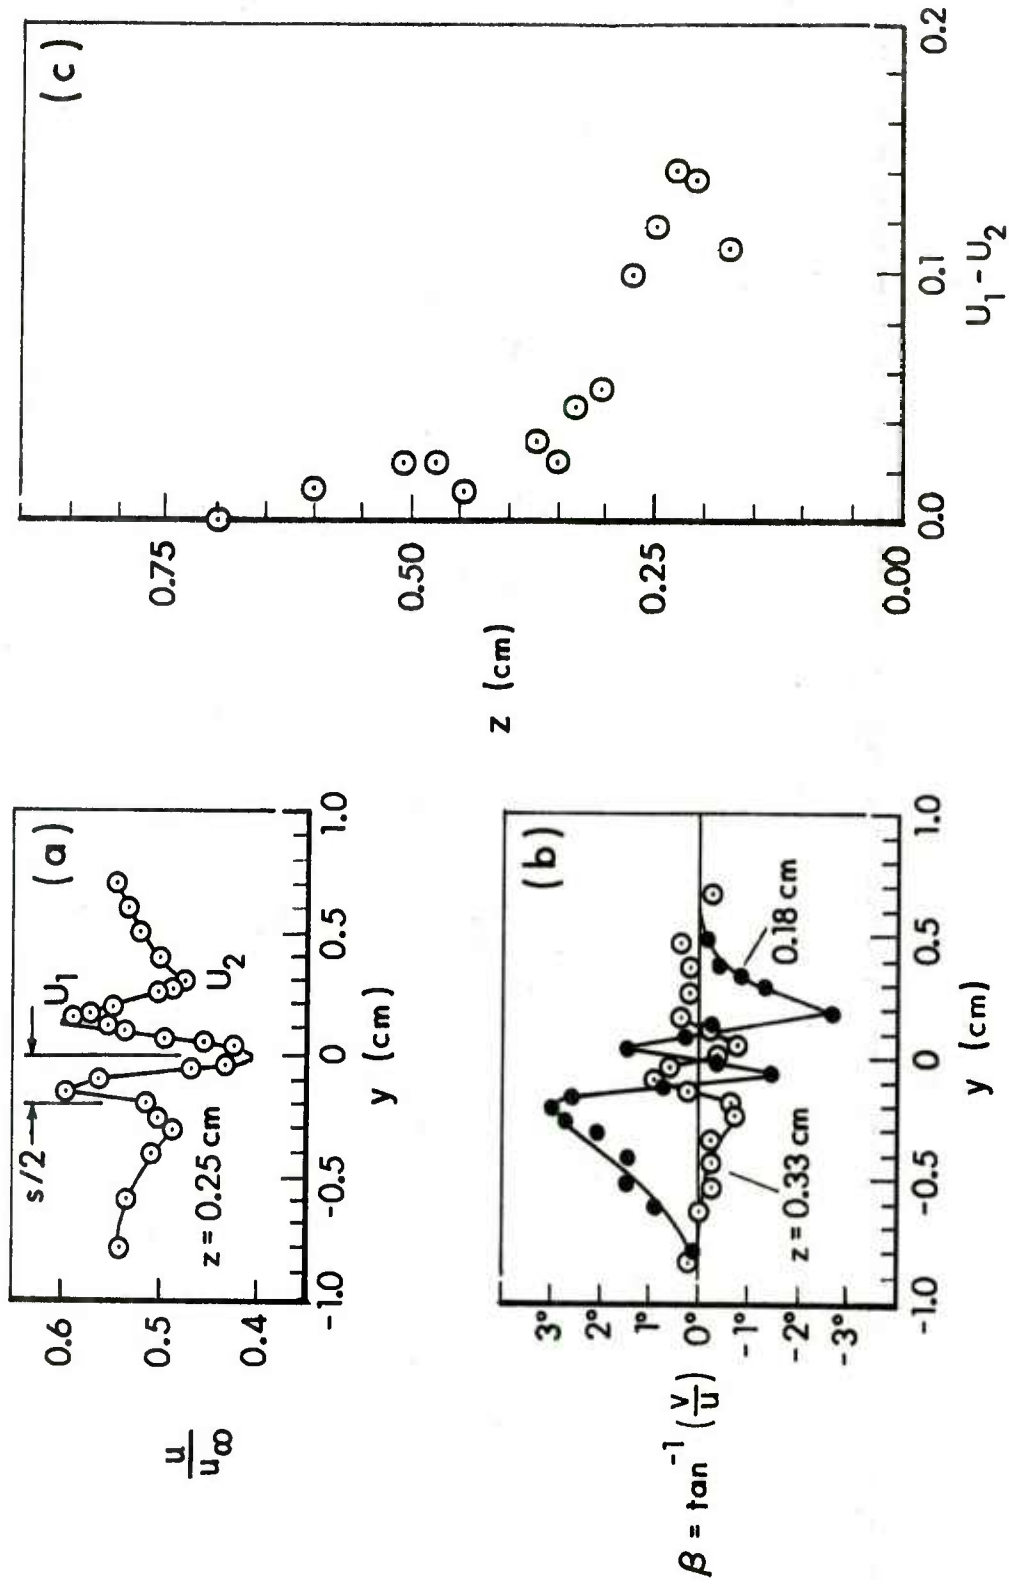 (a)
u/u∞
0.6
0.5
0.4
s/2
U1
U2
z = 0.25 cm
-1.0
-0.5
0
0.5
1.0
y (cm)
(b)
β = tan⁻¹ (v/u)
3°
2°
1°
0°
-1°
-2°
-3°
z = 0.33 cm
0.18 cm
-1.0
-0.5
0
0.5
1.0
y (cm)
(c)
z (cm)
0.75
0.50
0.25
0.00
0.0
0.1
0.2
U1 - U2